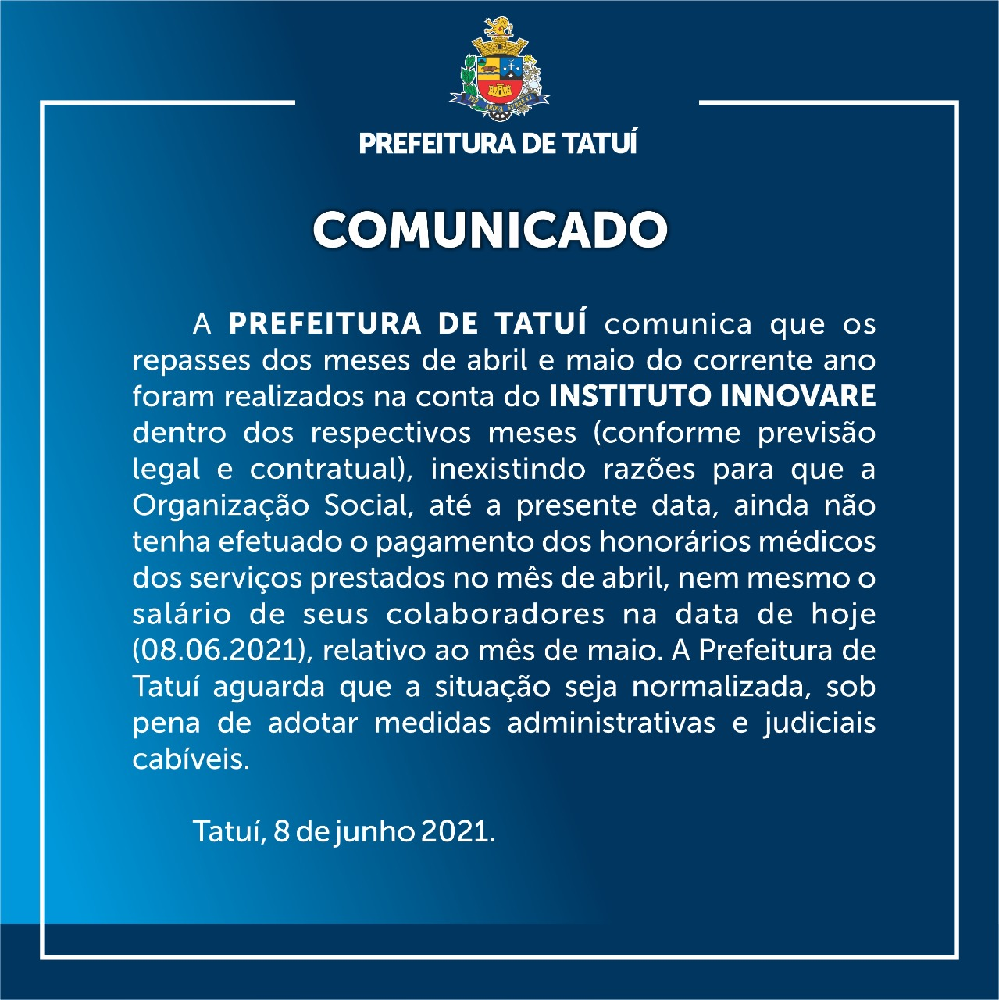 PER ARDVA SVRREXI
PREFEITURA DE TATUÍ
COMUNICADO
A PREFEITURA DE TATUÍ comunica que os
repasses dos meses de abril e maio do corrente ano
foram realizados na conta do INSTITUTO INNOVARE
dentro dos respectivos meses (conforme previsão
legal e contratual), inexistindo razões para que a
Organização Social, até a presente data, ainda não
tenha efetuado o pagamento dos honorários médicos
dos serviços prestados no mês de abril, nem mesmo o
salário de seus colaboradores na data de hoje
(08.06.2021), relativo ao mês de maio. A Prefeitura de
Tatuí aguarda que a situação seja normalizada, sob
pena de adotar medidas administrativas e judiciais
cabíveis.
Tatuí, 8 de junho 2021.